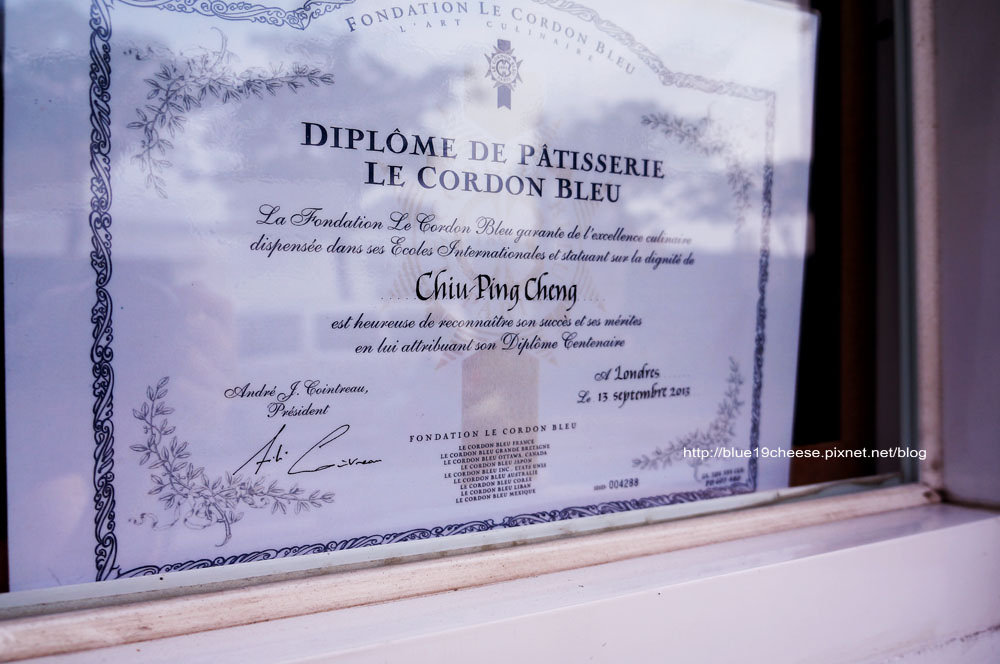 FONDATION LE CORDON BLEU
L'ART CULINAIRE
DIPLÔME DE PÂTISSERIE
LE CORDON BLEU
La Fondation Le Cordon Bleu garante de l'excellence culinaire
dispensée dans ses Ecoles Internationales et statuant sur la dignité de
Chiu-Ping Cheng
est heureuse de reconnaître son succès et ses mérites
en lui attribuant son Diplôme Centenaire
André J. Cointreau,
Président
A Londres
Le 13 septembre 2013
FONDATION LE CORDON BLEU
LE CORDON BLEU FRANCE
LE CORDON BLEU GRANDE BRETAGNE
LE CORDON BLEU OTTAWA, CANADA
LE CORDON BLEU JAPON
LE CORDON BLEU INC. ETATS UNIS
LE CORDON BLEU AUSTRALIE
LE CORDON BLEU COREE
LE CORDON BLEU LIBAN
LE CORDON BLEU MEXIQUE
004288
http://blue19cheese.pixnet.net/blog